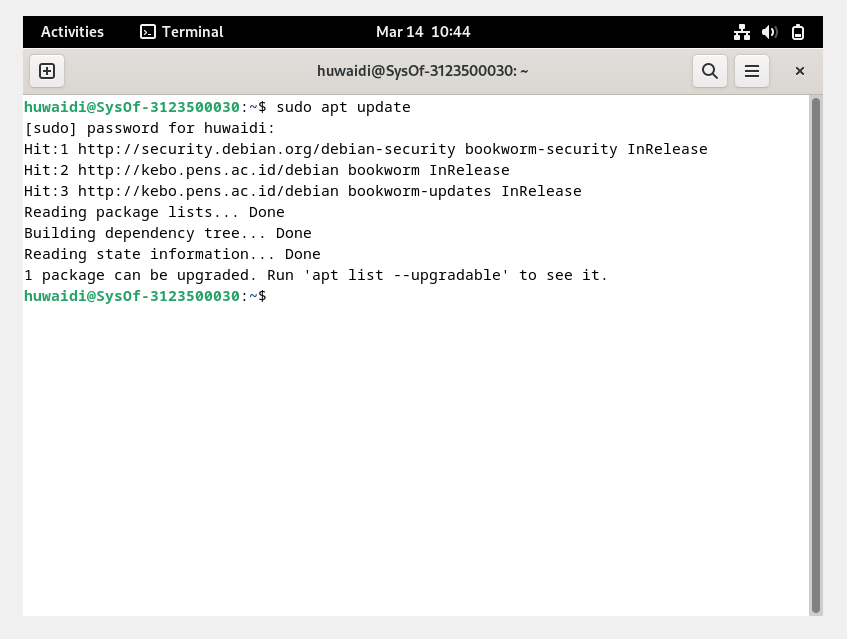 Activities Terminal Mar 14 10:44
huwaidi@SysOf-3123500030: ~
huwaidi@SysOf-3123500030:~$ sudo apt update
[sudo] password for huwaidi:
Hit:1 http://security.debian.org/debian-security bookworm-security InRelease
Hit:2 http://kebo.pens.ac.id/debian bookworm InRelease
Hit:3 http://kebo.pens.ac.id/debian bookworm-updates InRelease
Reading package lists... Done
Building dependency tree... Done
Reading state information... Done
1 package can be upgraded. Run 'apt list --upgradable' to see it.
huwaidi@SysOf-3123500030:~$